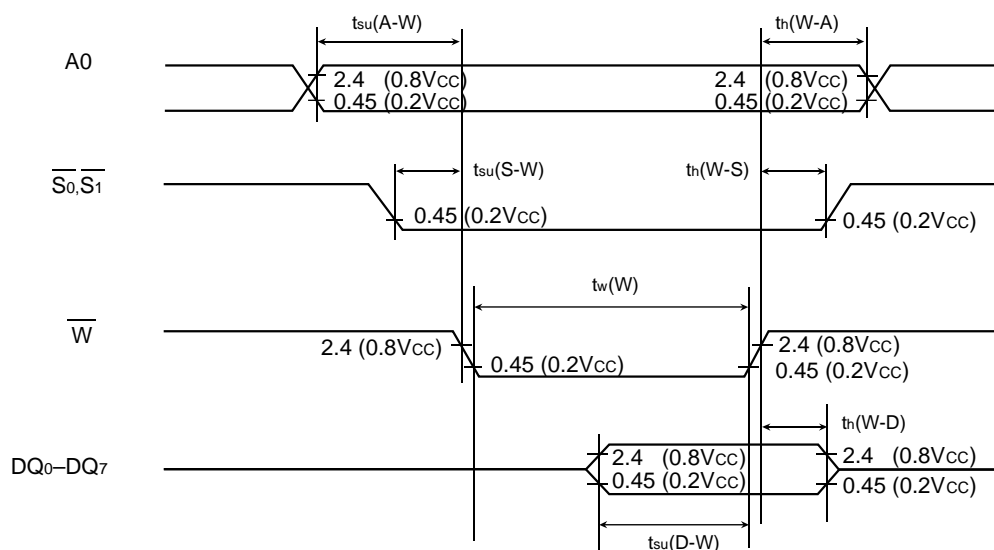 tsu(A-W) th(W-A)
A0
2.4 (0.8VCC) 2.4 (0.8VCC)
0.45 (0.2VCC) 0.45 (0.2VCC)
S0,S1 tsu(S-W) th(W-S)
0.45 (0.2VCC) 0.45 (0.2VCC)
tw(W)
W
2.4 (0.8VCC) 2.4 (0.8VCC)
0.45 (0.2VCC) 0.45 (0.2VCC)
th(W-D)
DQ0–DQ7 2.4 (0.8VCC) 2.4 (0.8VCC)
0.45 (0.2VCC) 0.45 (0.2VCC)
tsu(D-W)